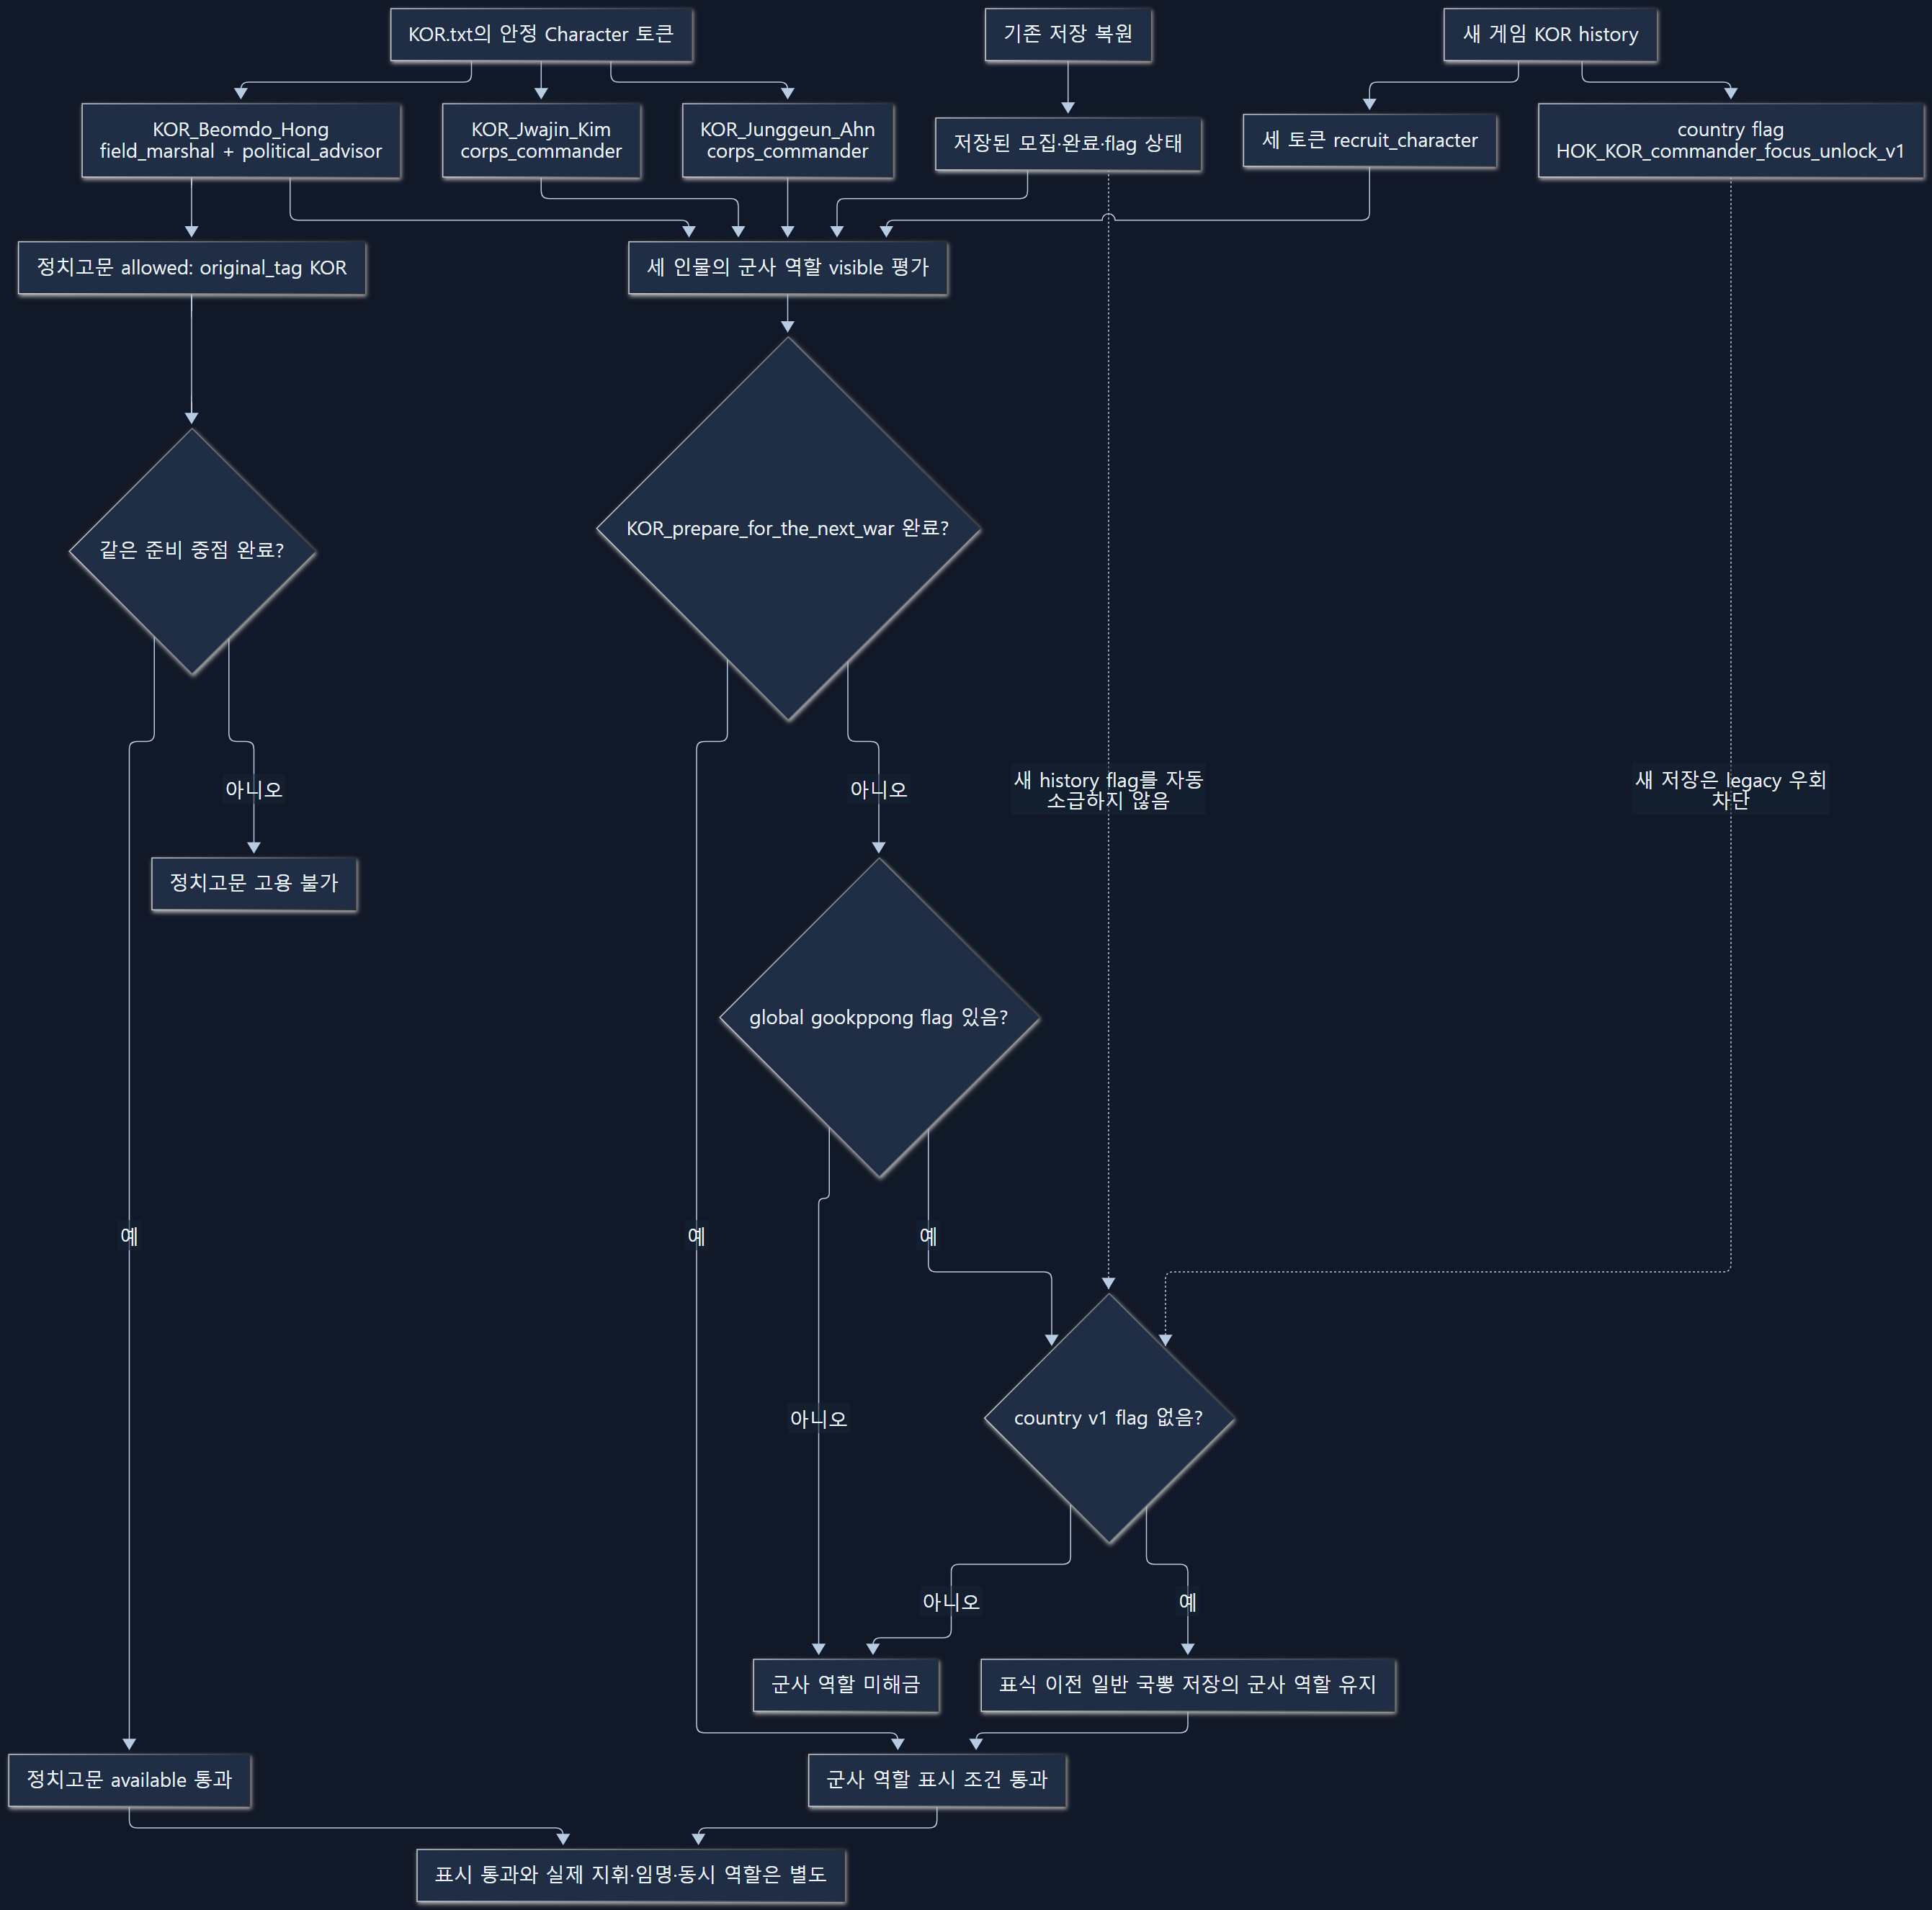 KOR.txt의 안정 Character 토큰
기존 저장 복원
새 게임 KOR history
KOR_Beomdo_Hong
field_marshal + political_advisor
KOR_Jwajin_Kim
corps_commander
KOR_Junggeun_Ahn
corps_commander
저장된 모집·완료·flag 상태
세 토큰 recruit_character
country flag
HOK_KOR_commander_focus_unlock_v1
정치고문 allowed: original_tag KOR
세 인물의 군사 역할 visible 평가
같은 준비 중점 완료?
KOR_prepare_for_the_next_war 완료?
아니오
아니오
새 history flag를 자동
소급하지 않음
새 저장은 legacy 우회
차단
정치고문 고용 불가
global gookppong flag 있음?
예
예
예
아니오
country v1 flag 없음?
아니오
예
군사 역할 미해금
표식 이전 일반 국뽕 저장의 군사 역할 유지
정치고문 available 통과
군사 역할 표시 조건 통과
표시 통과와 실제 지휘·임명·동시 역할은 별도